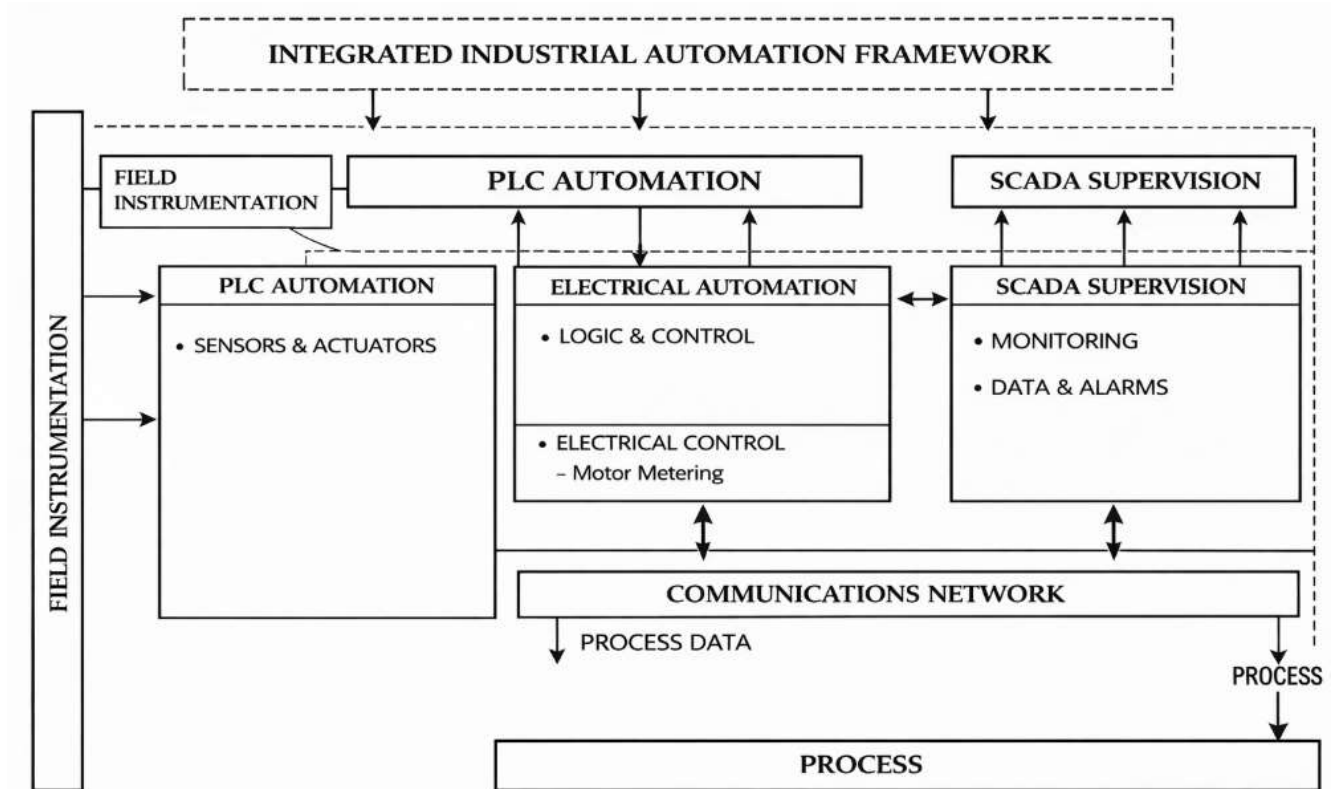 INTEGRATED INDUSTRIAL AUTOMATION FRAMEWORK
FIELD INSTRUMENTATION
FIELD
INSTRUMENTATION
PLC AUTOMATION
SCADA SUPERVISION
PLC AUTOMATION
• SENSORS & ACTUATORS
ELECTRICAL AUTOMATION
• LOGIC & CONTROL
• ELECTRICAL CONTROL
– Motor Metering
SCADA SUPERVISION
• MONITORING
• DATA & ALARMS
COMMUNICATIONS NETWORK
PROCESS DATA
PROCESS
PROCESS